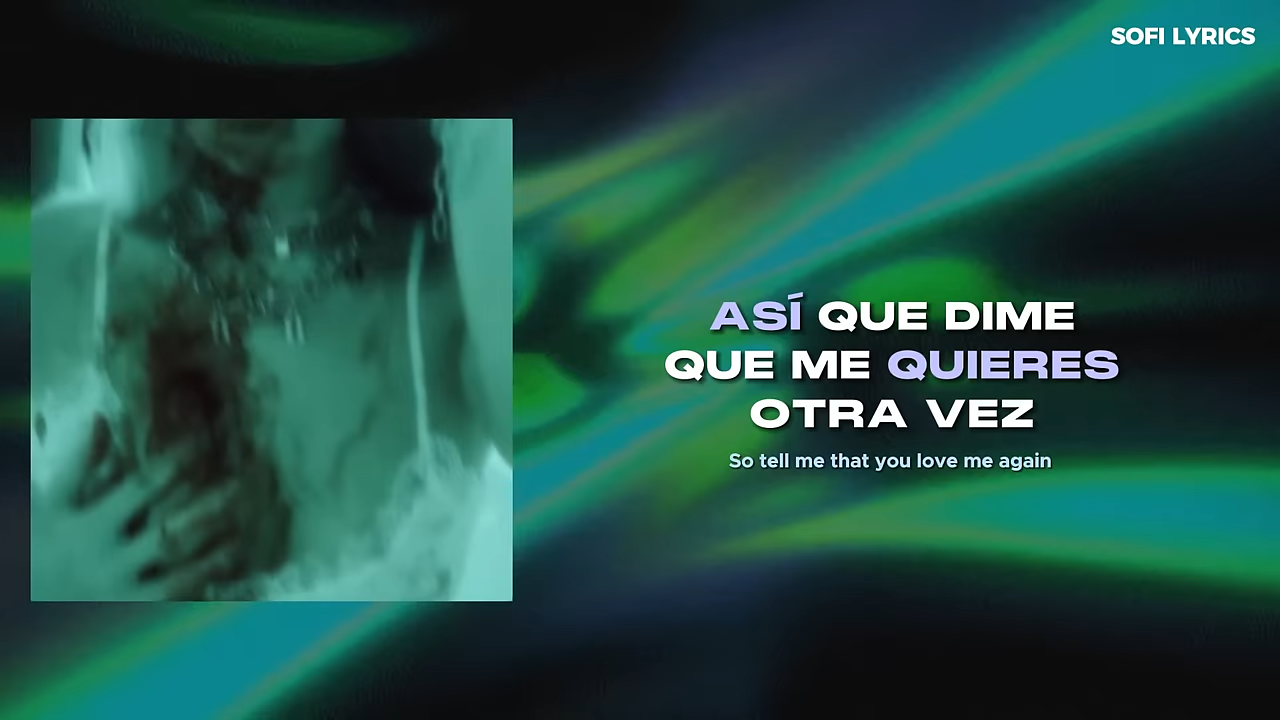 SOFI LYRICS
ASÍ QUE DIME
QUE ME QUIERES
OTRA VEZ
So tell me that you love me again